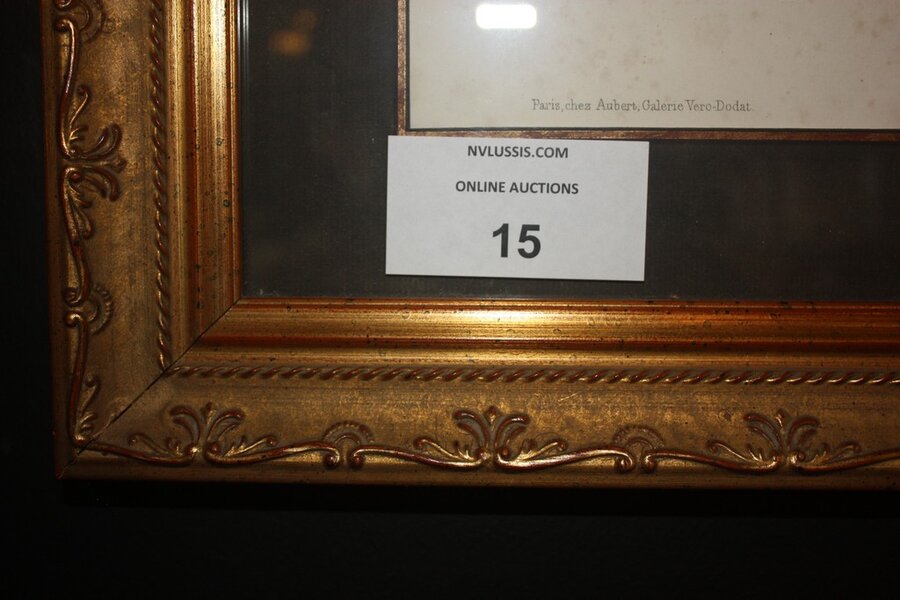 Paris, chez Aubert, Galerie Vero-Dodat.
NVLUSSIS.COM
ONLINE AUCTIONS
15